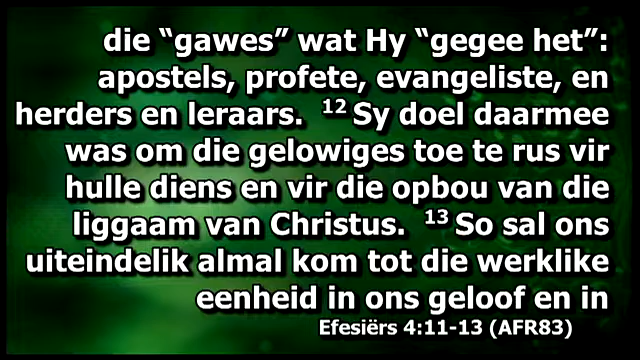 die “gawes” wat Hy “gegee het”:
apostels, profete, evangeliste, en
herders en leraars. 12 Sy doel daarmee
was om die gelowiges toe te rus vir
hulle diens en vir die opbou van die
liggaam van Christus. 13 So sal ons
uiteindelik almal kom tot die werklike
eenheid in ons geloof en in
Efesiërs 4:11-13 (AFR83)